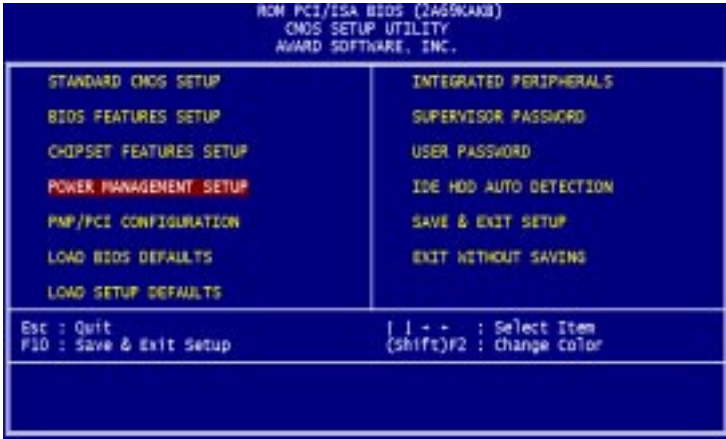 ROM PCI/ISA BIOS (2A69KAKB)
CMOS SETUP UTILITY
AWARD SOFTWARE, INC.
STANDARD CMOS SETUP
BIOS FEATURES SETUP
CHIPSET FEATURES SETUP
POWER MANAGEMENT SETUP
PNP/PCI CONFIGURATION
LOAD BIOS DEFAULTS
LOAD SETUP DEFAULTS
INTEGRATED PERIPHERALS
SUPERVISOR PASSWORD
USER PASSWORD
IDE HDD AUTO DETECTION
SAVE & EXIT SETUP
EXIT WITHOUT SAVING
Esc : Quit
F10 : Save & Exit Setup
: Select Item
(Shift)F2 : Change Color